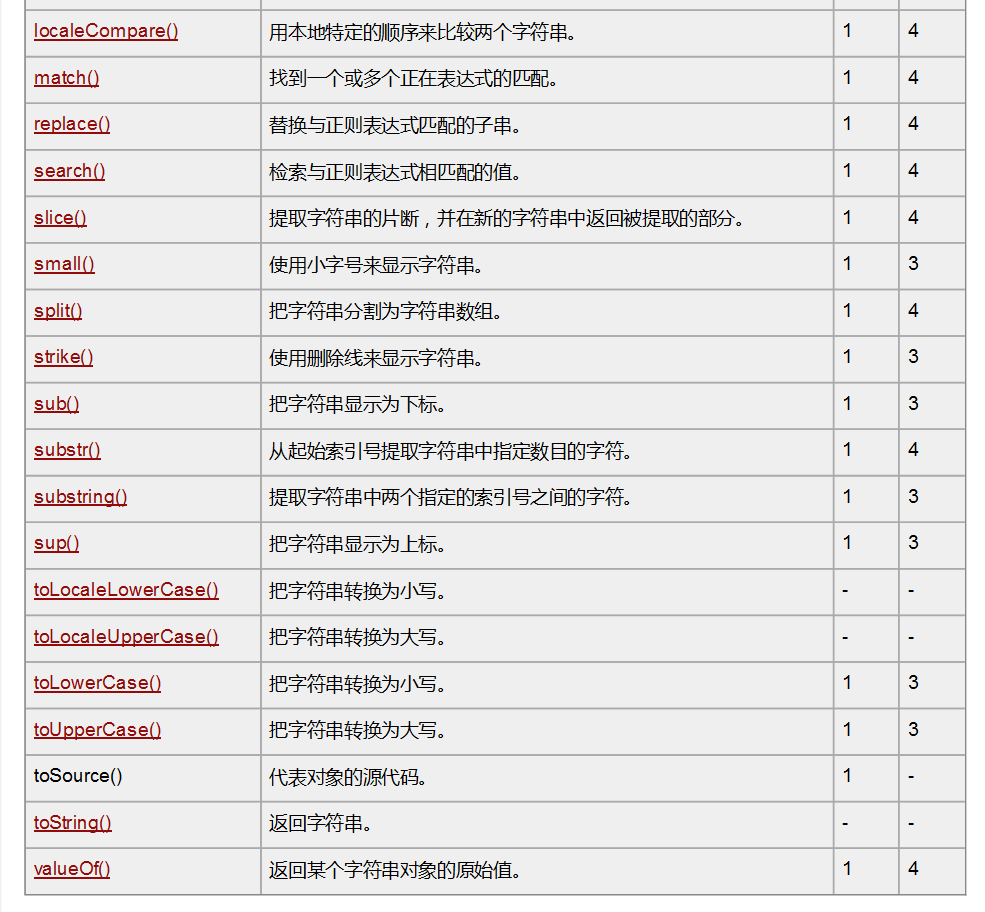 localeCompare() 用本地特定的顺序来比较两个字符串。 1 4
match() 找到一个或多个正在表达式的匹配。 1 4
replace() 替换与正则表达式匹配的子串。 1 4
search() 检索与正则表达式相匹配的值。 1 4
slice() 提取字符串的片断，并在新的字符串中返回被提取的部分。 1 4
small() 使用小字号来显示字符串。 1 3
split() 把字符串分割为字符串数组。 1 4
strike() 使用删除线来显示字符串。 1 3
sub() 把字符串显示为下标。 1 3
substr() 从起始索引号提取字符串中指定数目的字符。 1 4
substring() 提取字符串中两个指定的索引号之间的字符。 1 3
sup() 把字符串显示为上标。 1 3
toLocaleLowerCase() 把字符串转换为小写。 - -
toLocaleUpperCase() 把字符串转换为大写。 - -
toLowerCase() 把字符串转换为小写。 1 3
toUpperCase() 把字符串转换为大写。 1 3
toSource() 代表对象的源代码。 1 -
toString() 返回字符串。 - -
valueOf() 返回某个字符串对象的原始值。 1 4